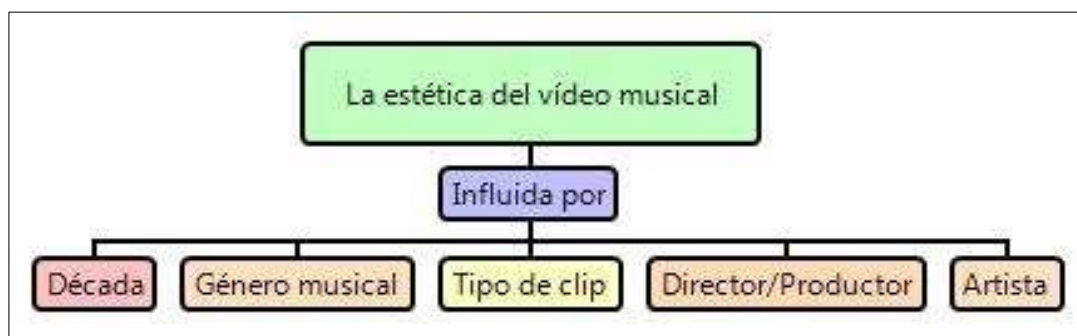 La estética del vídeo musical
Influida por
Década
Género musical
Tipo de clip
Director/Productor
Artista